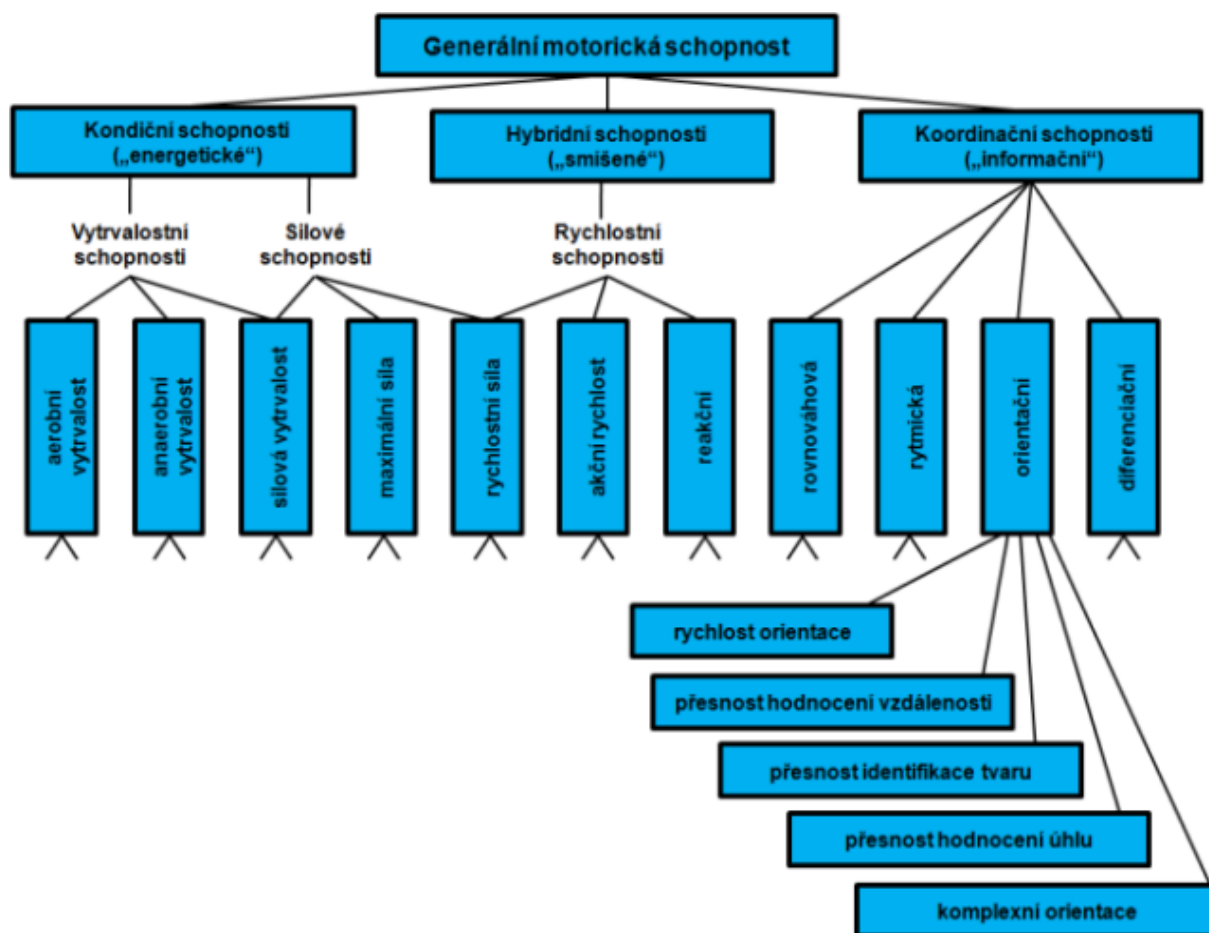 Generální motorická schopnost
Kondiční schopnosti
(„energetické“)
Hybridní schopnosti
(„smíšené“)
Koordinační schopnosti
(„informační“)
Vytrvalostní
schopnosti
Silové
schopnosti
Rychlostní
schopnosti
aerobní
vytrvalost
anaerobní
vytrvalost
silová vytrvalost
maximální síla
rychlostní síla
akční rychlost
reakční
rovnováhová
rytmická
orientační
diferenciační
rychlost orientace
přesnost hodnocení vzdálenosti
přesnost identifikace tvaru
přesnost hodnocení úhlu
komplexní orientace